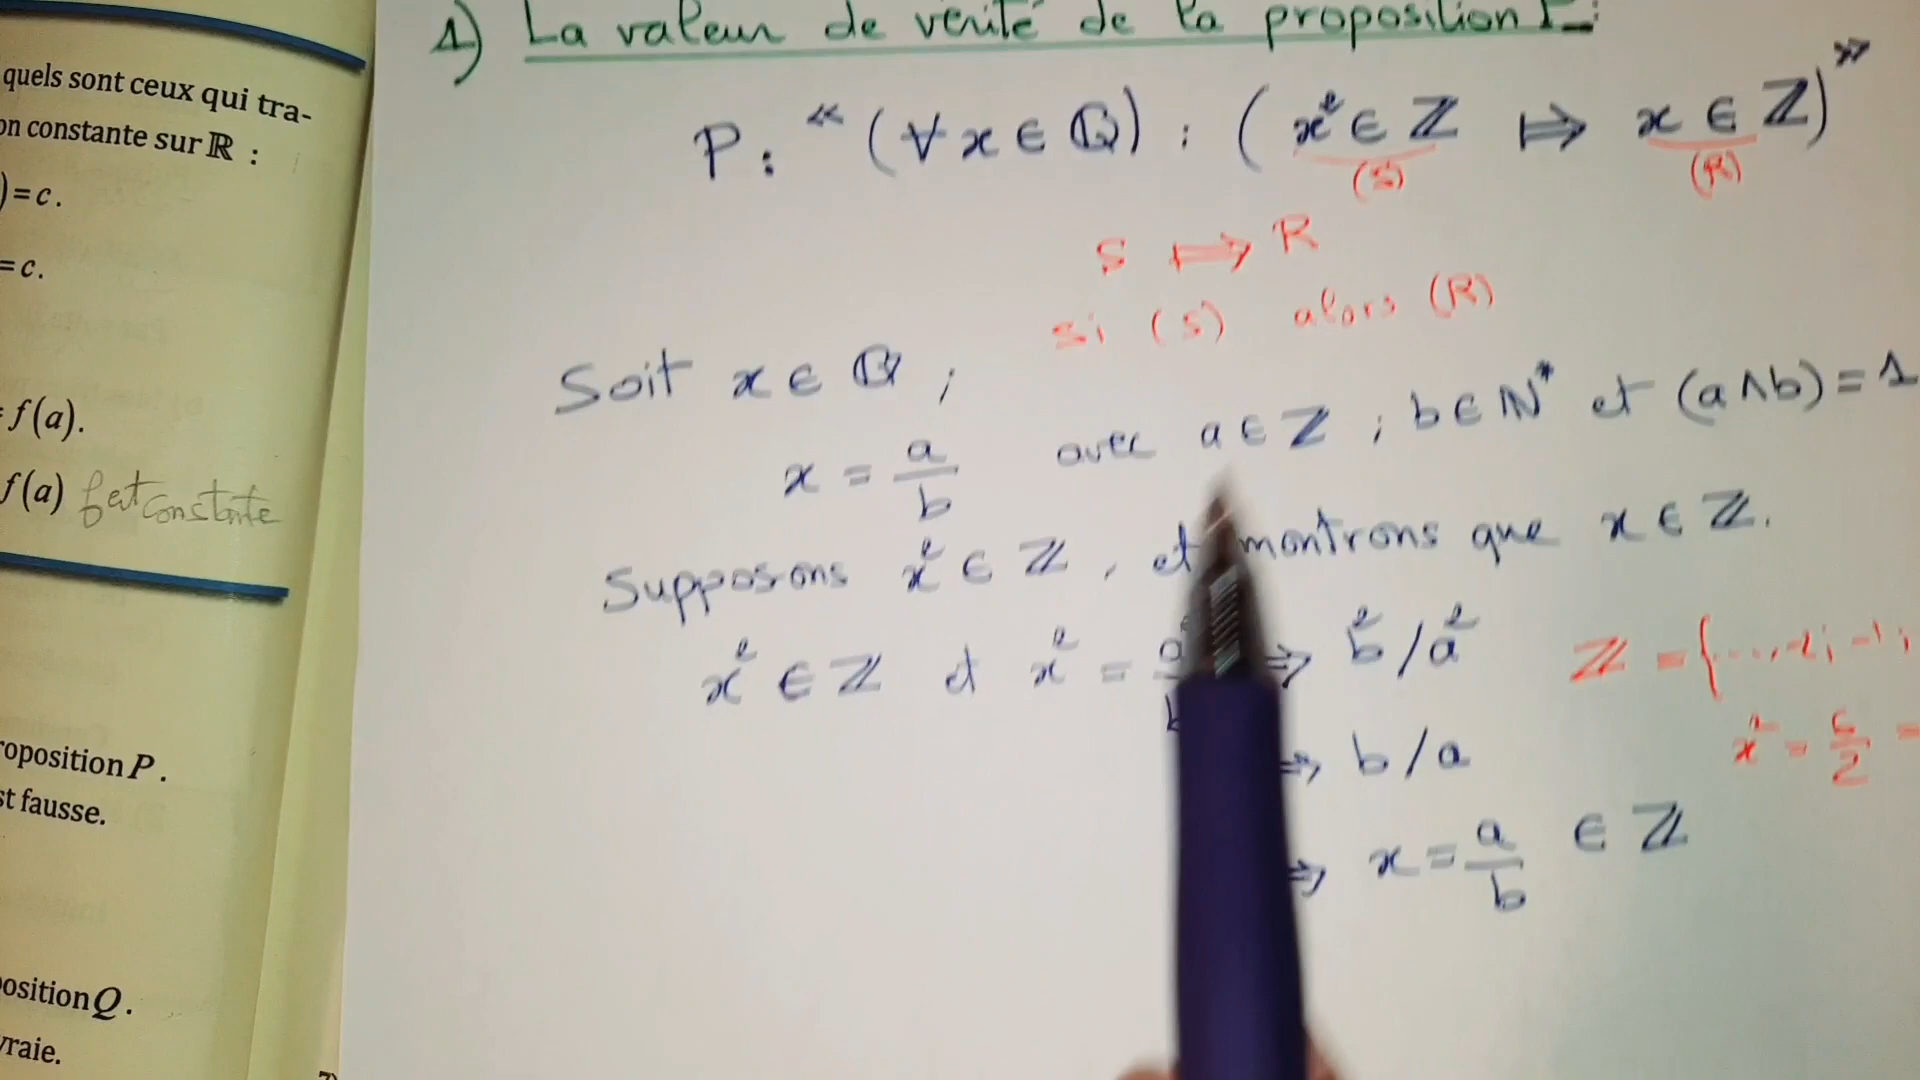 quels sont ceux qui tra-
on constante sur ℝ :
)=c.
=c.
f(a).
f(a) f est constante
roposition P.
st fausse.
osition Q.
vraie.
1) La valeur de vérité de la proposition P :
P : « (∀x ∈ ℚ) : (x² ∈ ℤ ⟹ x ∈ ℤ) »
(S) (R)
S ⟹ R
si (S) alors (R)
Soit x ∈ ℚ ;
x = a/b avec a ∈ ℤ ; b ∈ ℕ* et (a∧b) = 1
Supposons x² ∈ ℤ, et montrons que x ∈ ℤ.
x² ∈ ℤ et x² = a ⟹ b²/a²
ℤ = {..., -2; -1;
⟹ b/a
x² = 5/2 =
⟹ x = a/b ∈ ℤ